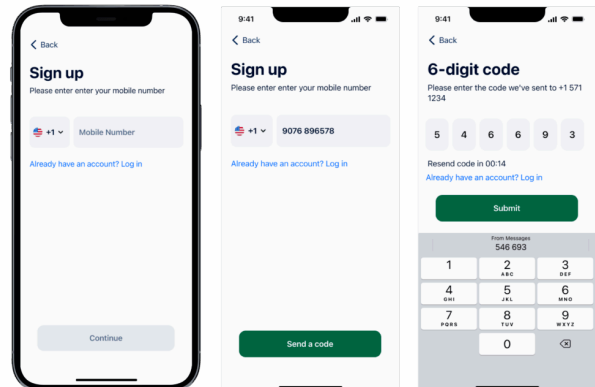 Back
Sign up
Please enter enter your mobile number
+1
Mobile Number
Already have an account? Log in
Continue
9:41
Back
Sign up
Please enter enter your mobile number
+1
9076 896578
Already have an account? Log in
Send a code
9:41
Back
6-digit code
Please enter the code we've sent to +1 571
1234
5 4 6 6 9 3
Resend code in 00:14
Already have an account? Log in
Submit
From Messages
546 693
1 2 3
ABC DEF
4 5 6
GHI JKL MNO
7 8 9
PQRS TUV WXYZ
0